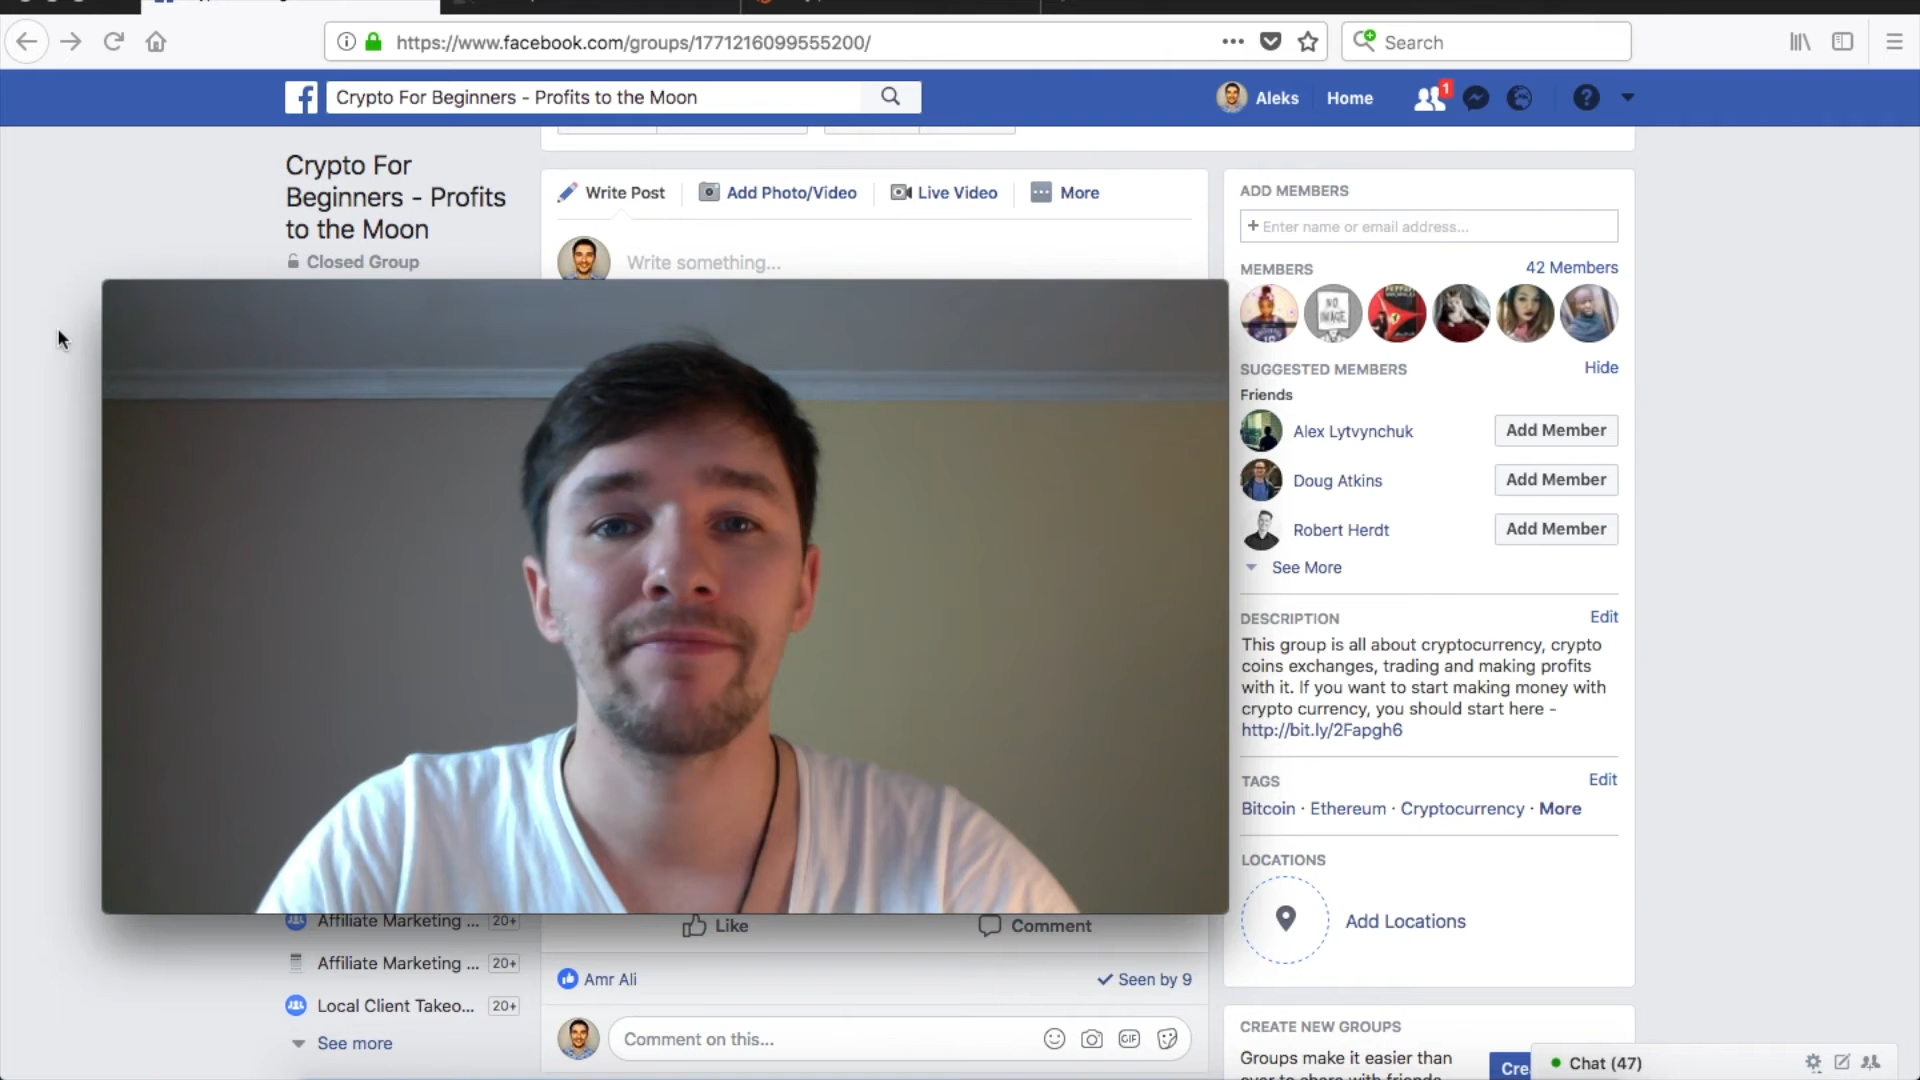 https://www.facebook.com/groups/1771216099555200/
Search
Crypto For Beginners - Profits to the Moon
Aleks
Home
1
Crypto For
Beginners - Profits
to the Moon
Closed Group
Write Post
Add Photo/Video
Live Video
More
Write something...
ADD MEMBERS
+ Enter name or email address...
MEMBERS
42 Members
NO
IMAGE
SUGGESTED MEMBERS
Hide
Friends
Alex Lytvynchuk
Add Member
Doug Atkins
Add Member
Robert Herdt
Add Member
See More
DESCRIPTION
Edit
This group is all about cryptocurrency, crypto
coins exchanges, trading and making profits
with it. If you want to start making money with
crypto currency, you should start here -
http://bit.ly/2Fapgh6
TAGS
Edit
Bitcoin · Ethereum · Cryptocurrency · More
LOCATIONS
Add Locations
Affiliate Marketing ... 20+
Affiliate Marketing ... 20+
Local Client Takeo... 20+
See more
Like
Comment
Amr Ali
Seen by 9
Comment on this...
GIF
CREATE NEW GROUPS
Groups make it easier than
Cre
Chat (47)